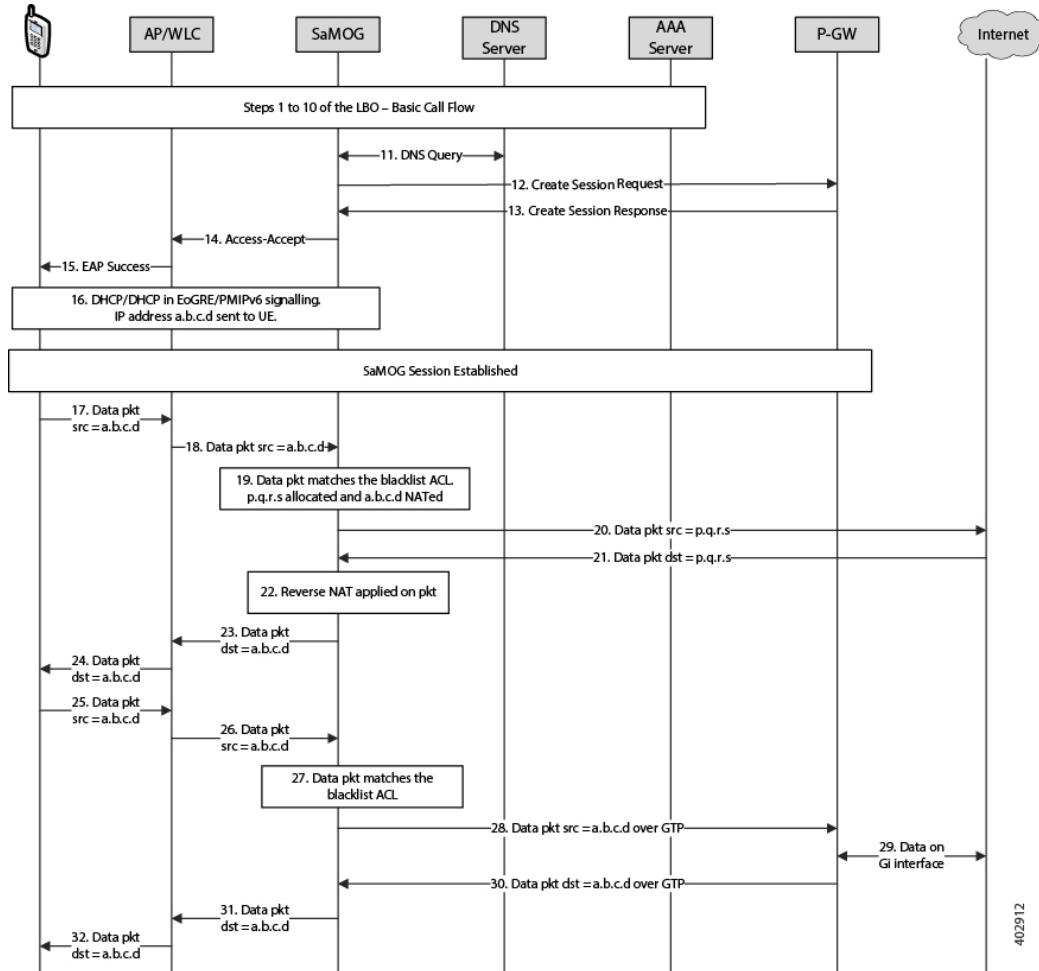 AP/WLC
SaMOG
DNS
Server
AAA
Server
P-GW
Internet
Steps 1 to 10 of the LBO – Basic Call Flow
11. DNS Query
12. Create Session Request
13. Create Session Response
14. Access-Accept
15. EAP Success
16. DHCP/DHCP in EoGRE/PMIPv6 signalling.
IP address a.b.c.d sent to UE.
SaMOG Session Established
17. Data pkt
src = a.b.c.d
18. Data pkt src = a.b.c.d
19. Data pkt matches the blacklist ACL.
p.q.r.s allocated and a.b.c.d NATed
20. Data pkt src = p.q.r.s
21. Data pkt dst = p.q.r.s
22. Reverse NAT applied on pkt
23. Data pkt
dst = a.b.c.d
24. Data pkt
dst = a.b.c.d
25. Data pkt
src = a.b.c.d
26. Data pkt
src = a.b.c.d
27. Data pkt matches the
blacklist ACL
28. Data pkt src = a.b.c.d over GTP
29. Data on
Gi interface
30. Data pkt dst = a.b.c.d over GTP
31. Data pkt
dst = a.b.c.d
32. Data pkt
dst = a.b.c.d
402912